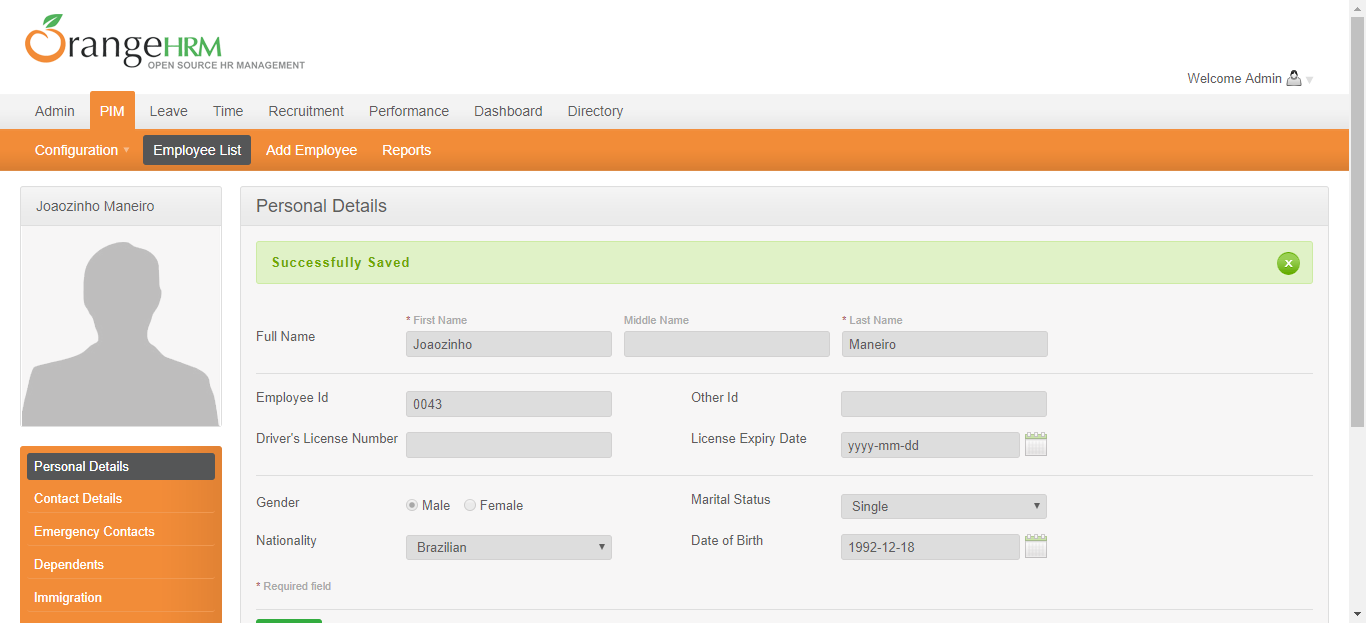 OrangeHRM
OPEN SOURCE HR MANAGEMENT
Welcome Admin
Admin PIM Leave Time Recruitment Performance Dashboard Directory
Configuration Employee List Add Employee Reports
Joaozinho Maneiro
Personal Details
Successfully Saved
x
* First Name Middle Name * Last Name
Full Name
Joaozinho Maneiro
Employee Id 0043 Other Id
Driver's License Number License Expiry Date yyyy-mm-dd
Gender Male Female Marital Status Single
Nationality Brazilian Date of Birth 1992-12-18
* Required field
Personal Details
Contact Details
Emergency Contacts
Dependents
Immigration